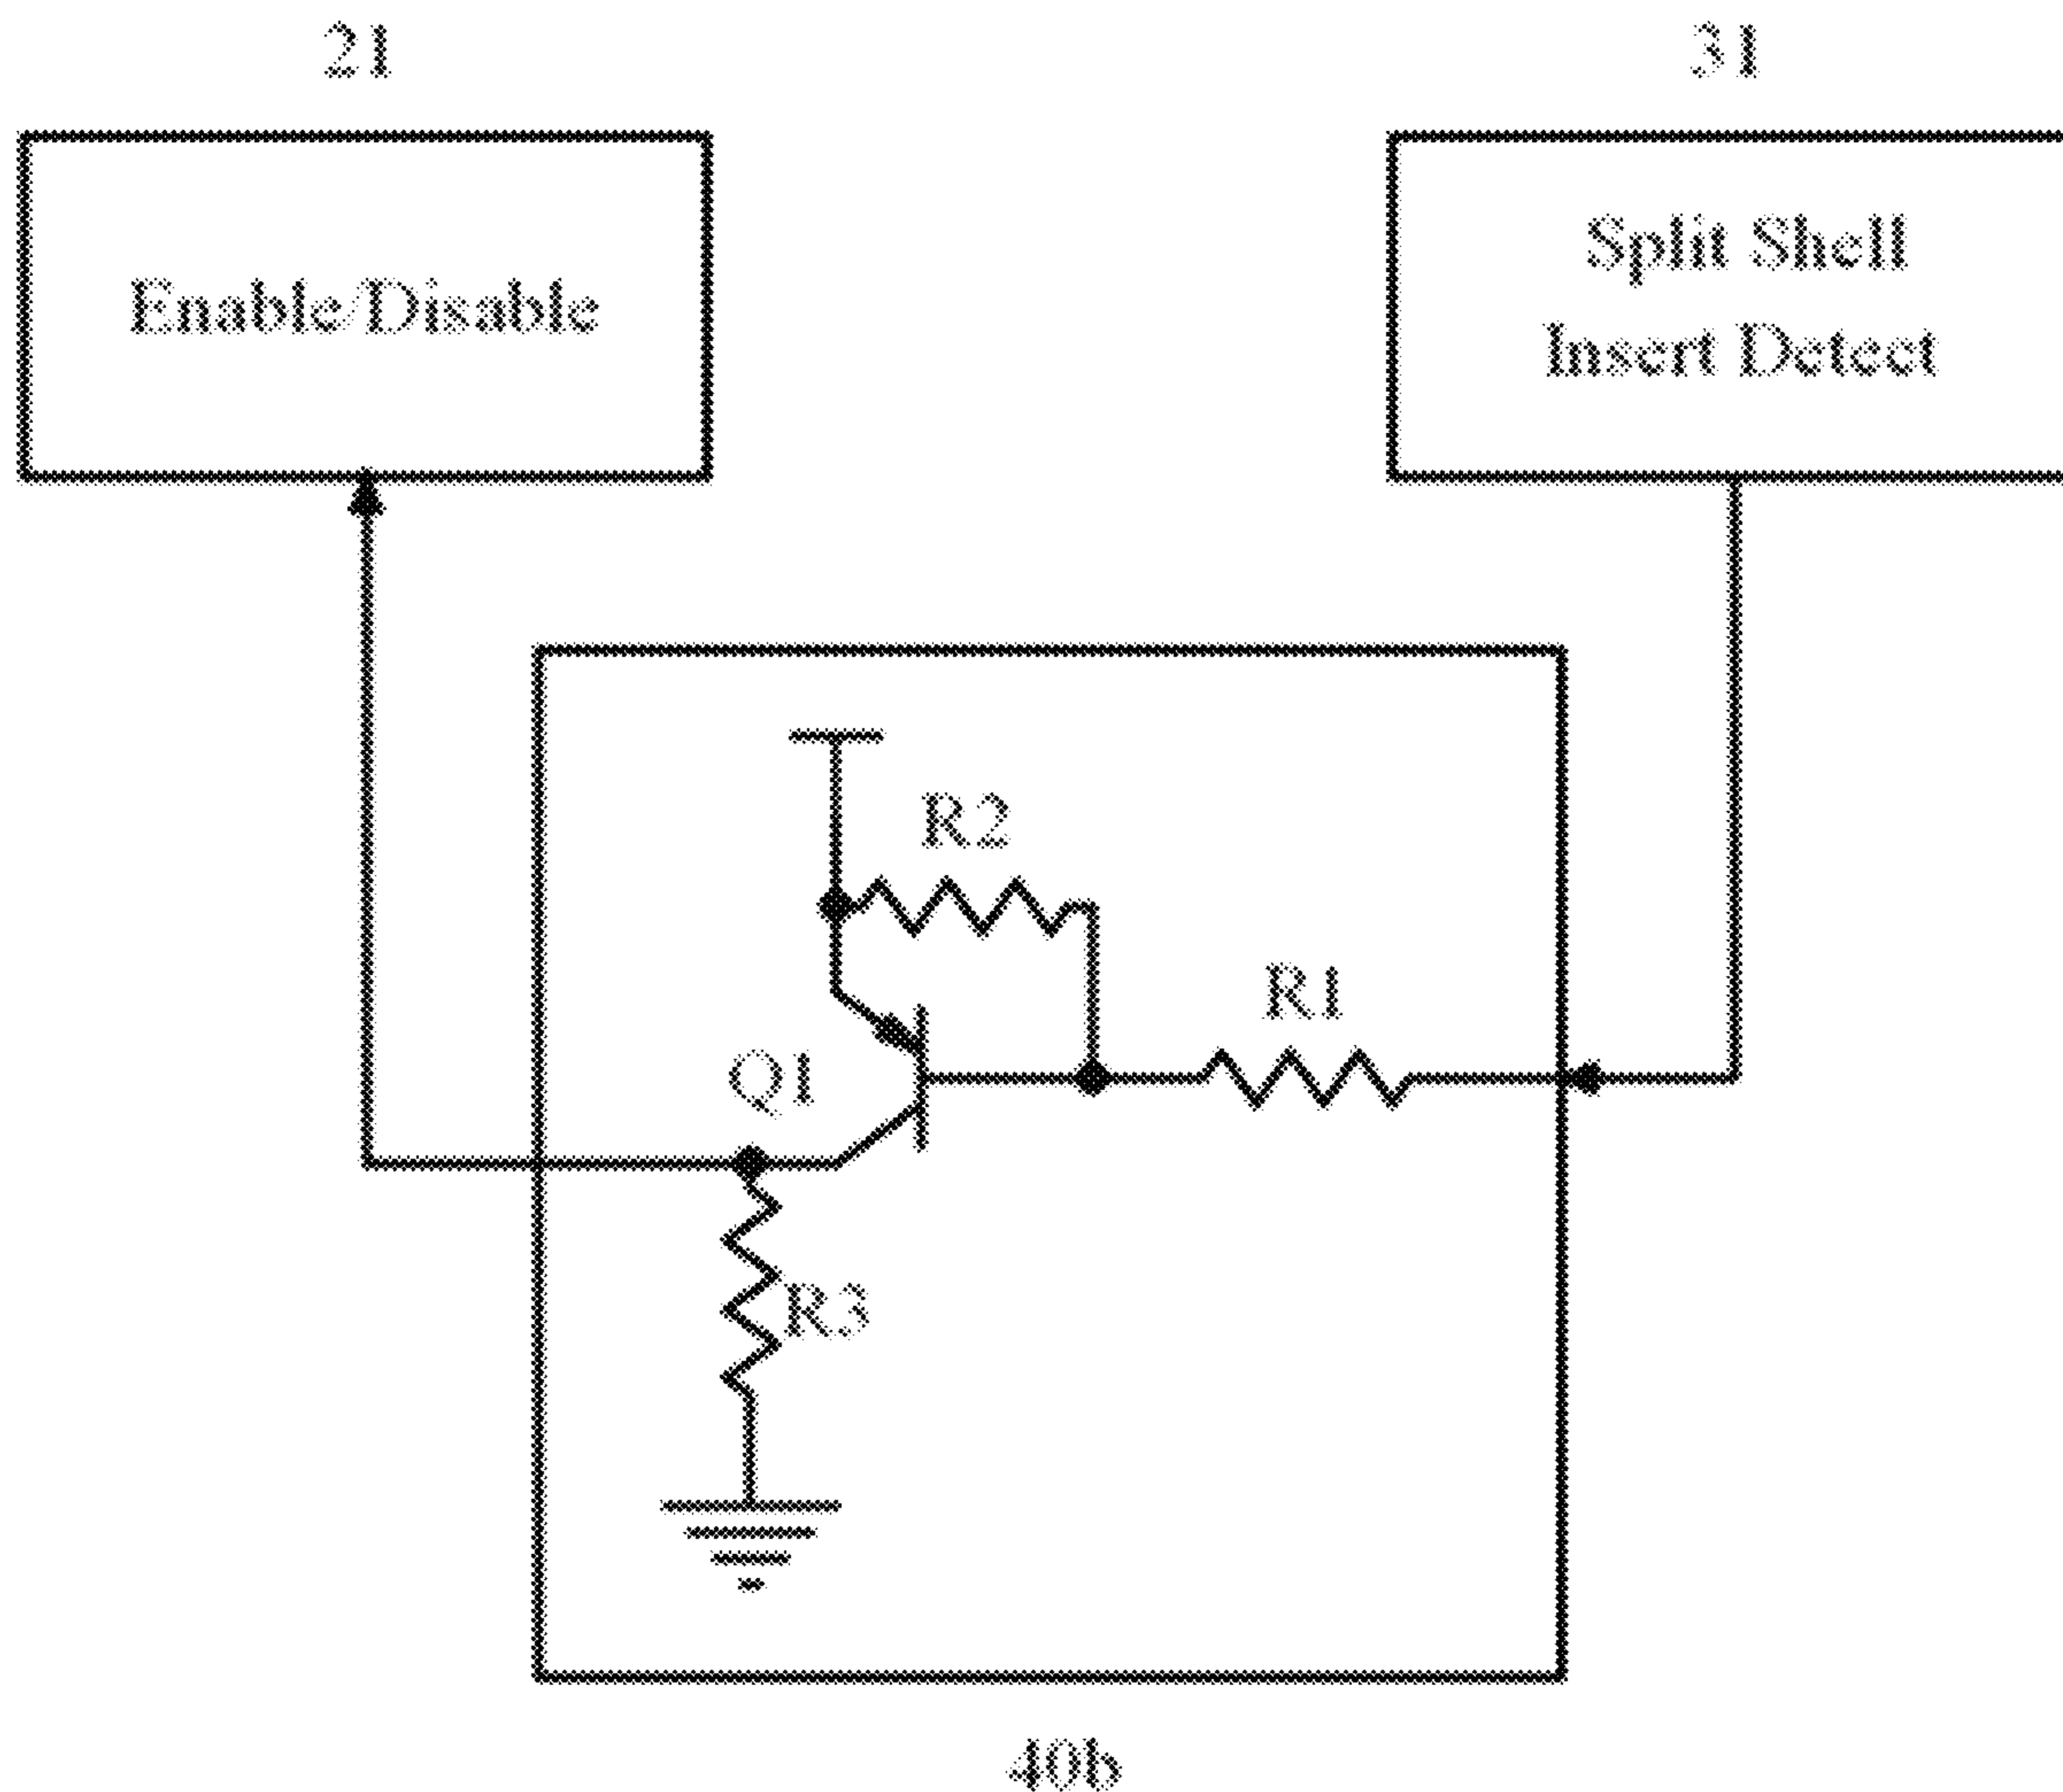 21
31
Enable/Disable
Split Shell
Insert Detect
R2
R1
Q1
R3
40b